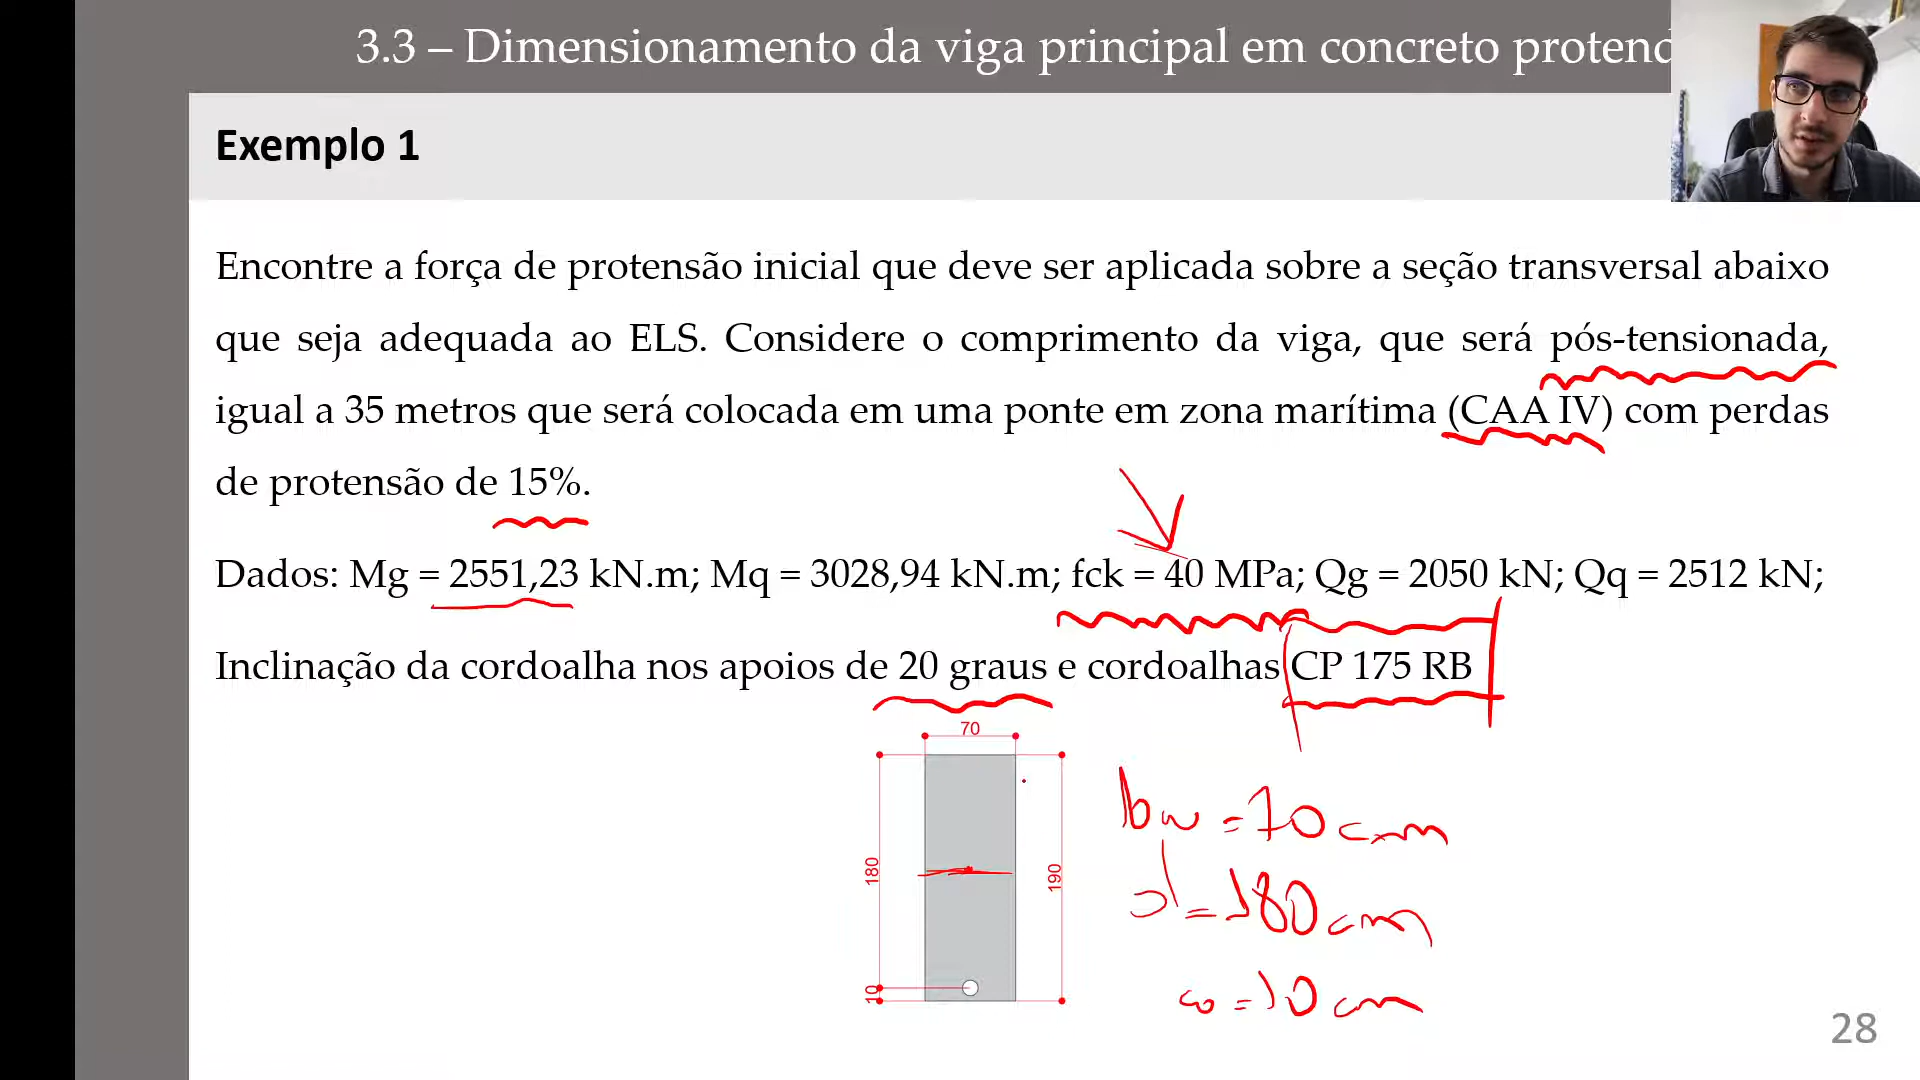 3.3 – Dimensionamento da viga principal em concreto protend
Exemplo 1
Encontre a força de protensão inicial que deve ser aplicada sobre a seção transversal abaixo
que seja adequada ao ELS. Considere o comprimento da viga, que será pós-tensionada,
igual a 35 metros que será colocada em uma ponte em zona marítima (CAA IV) com perdas
de protensão de 15%.
Dados: Mg = 2551,23 kN.m; Mq = 3028,94 kN.m; fck = 40 MPa; Qg = 2050 kN; Qq = 2512 kN;
Inclinação da cordoalha nos apoios de 20 graus e cordoalhas CP 175 RB
70
180
190
10
bw = 70 cm
d = 180 cm
= 10 cm
28